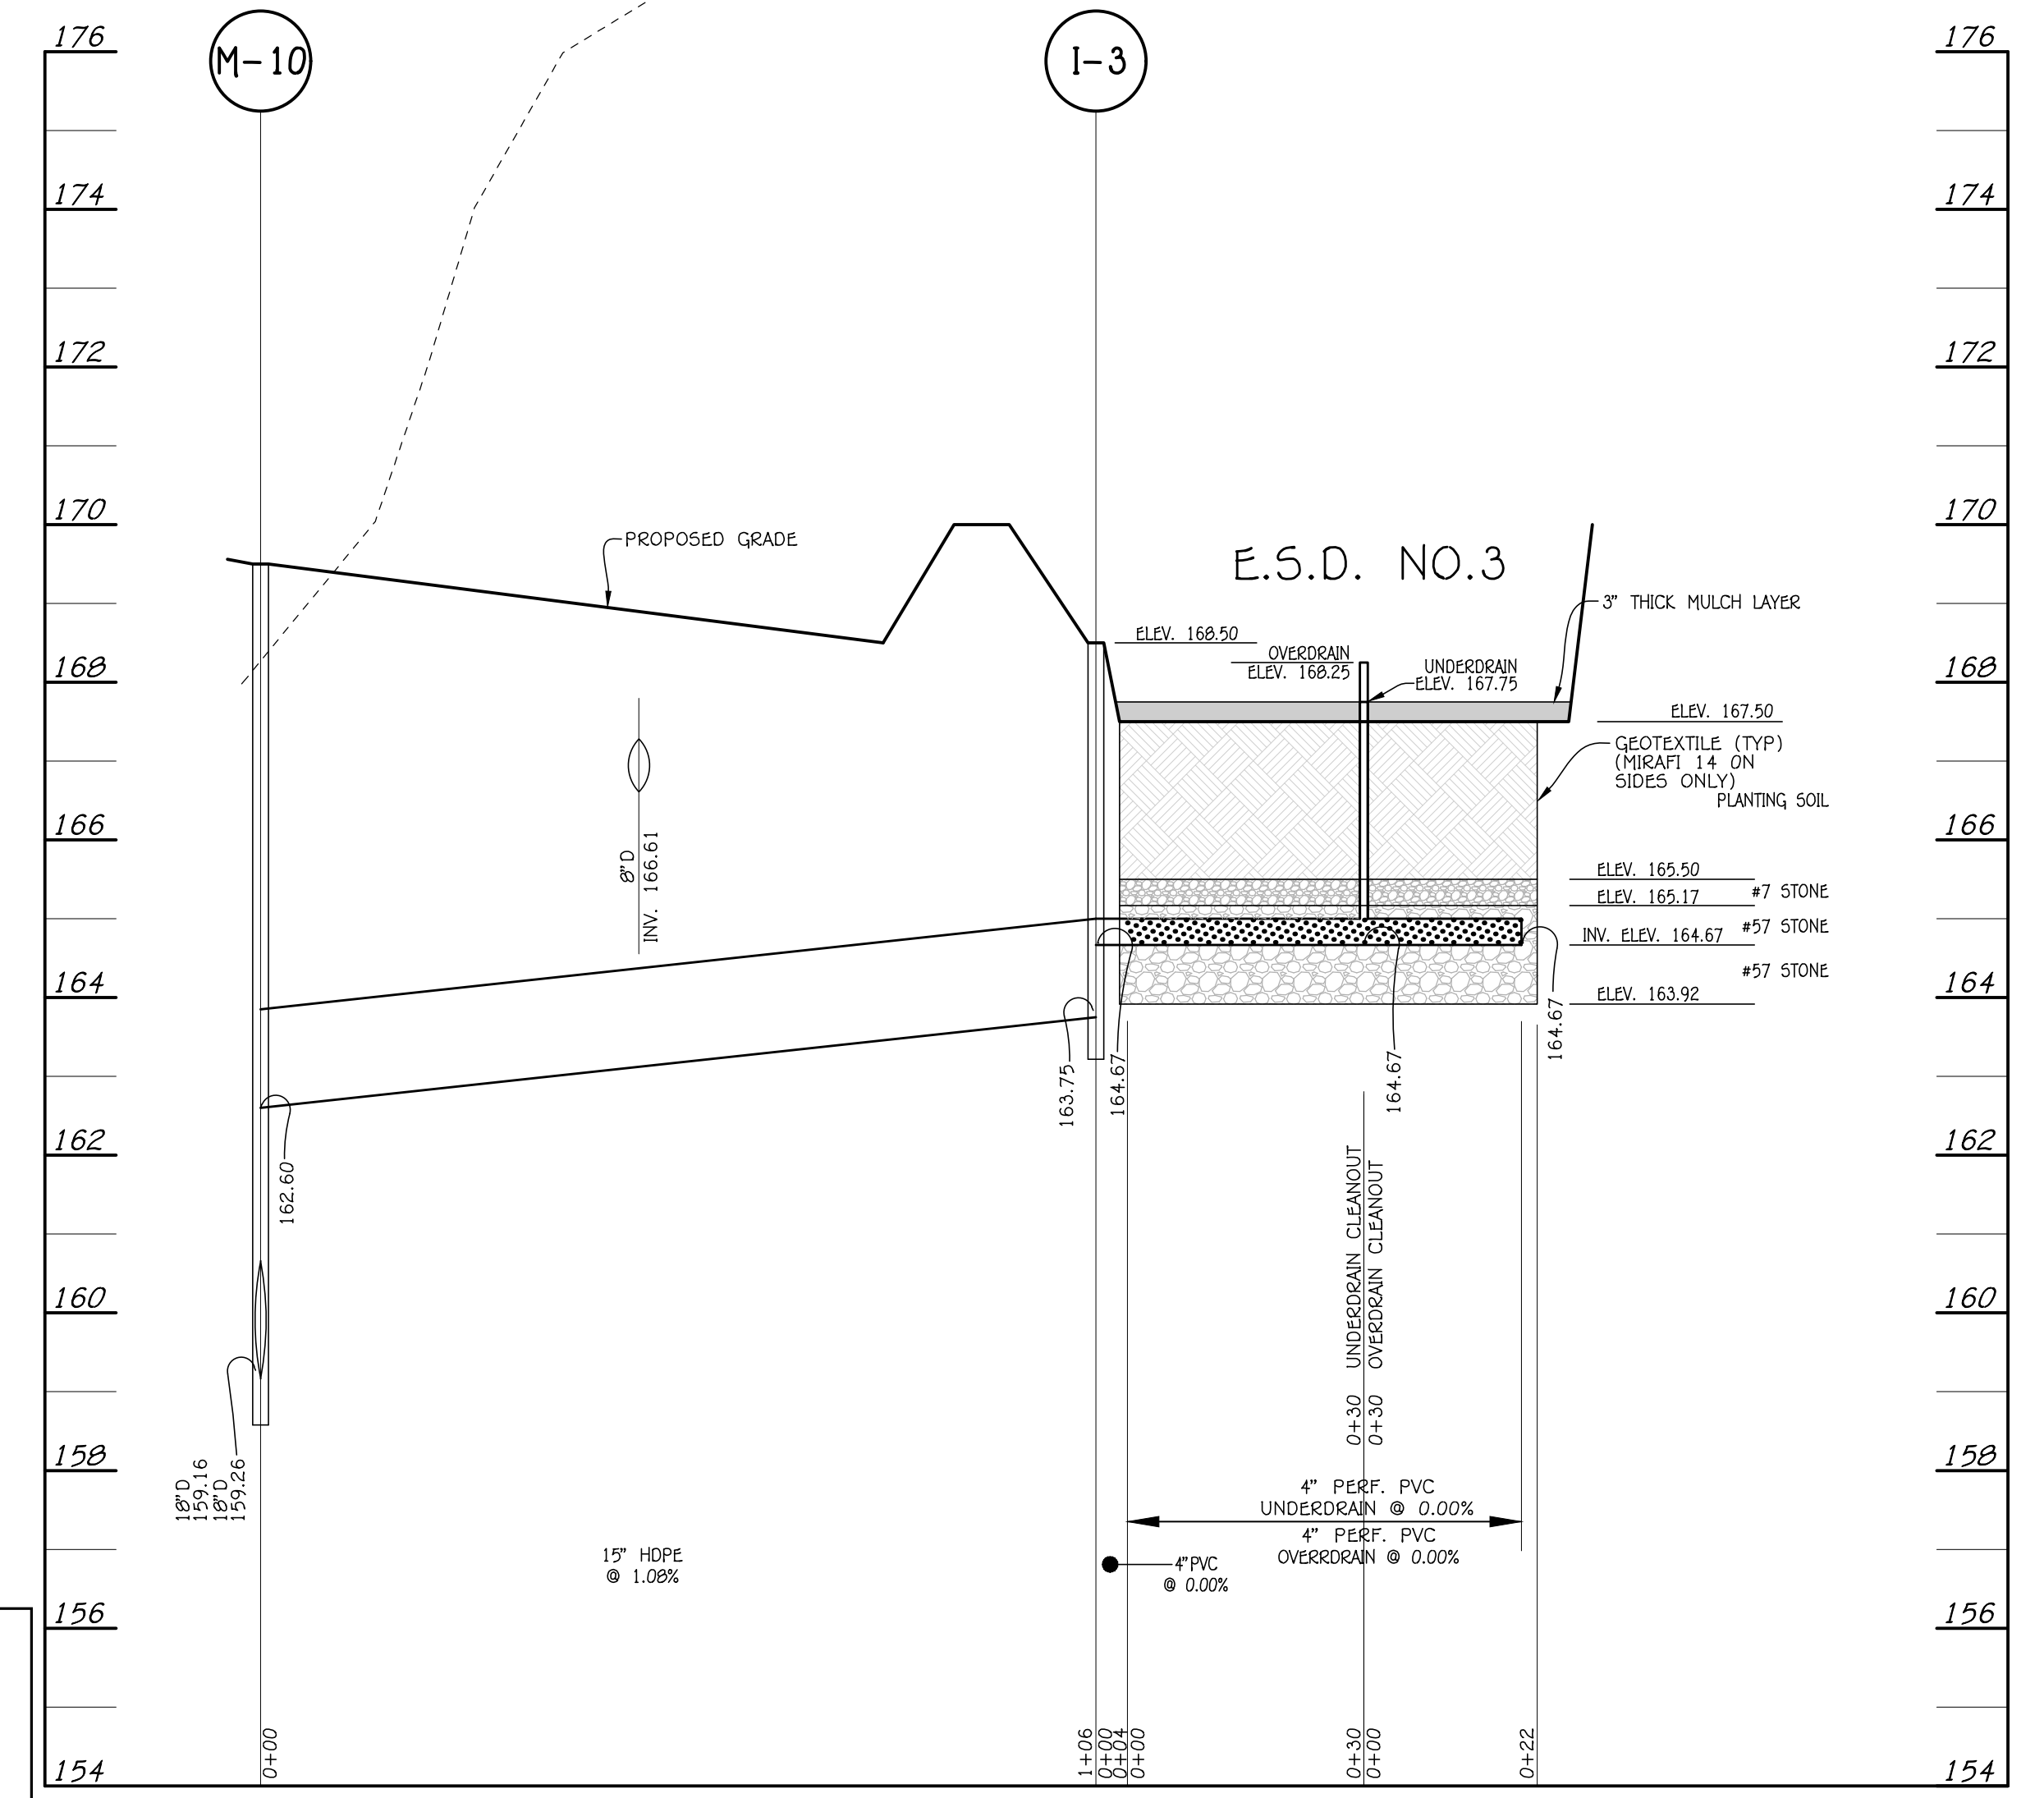 M-10
I-3
176
176
174
174
172
172
170
170
PROPOSED GRADE
E.S.D. NO.3
3" THICK MULCH LAYER
ELEV. 168.50
OVERDRAIN
ELEV. 168.25
UNDERDRAIN
ELEV. 167.75
168
168
ELEV. 167.50
GEOTEXTILE (TYP)
(MIRAFI 14 ON
SIDES ONLY)
PLANTING SOIL
8"D
INV. 166.61
166
166
ELEV. 165.50
#7 STONE
ELEV. 165.17
#57 STONE
INV. ELEV. 164.67
#57 STONE
ELEV. 163.92
164
164
163.75
164.67
164.67
164.67
162
162
162.60
0+30 UNDERDRAIN CLEANOUT
0+30 OVERDRAIN CLEANOUT
160
160
158
158
18"D
159.16
18"D
159.26
4" PERF. PVC
UNDERDRAIN @ 0.00%
4" PERF. PVC
OVERRDRAIN @ 0.00%
15" HDPE
@ 1.08%
4"PVC
@ 0.00%
156
156
0+00
1+06
0+00
0+04
0+00
0+30
0+00
0+22
154
154